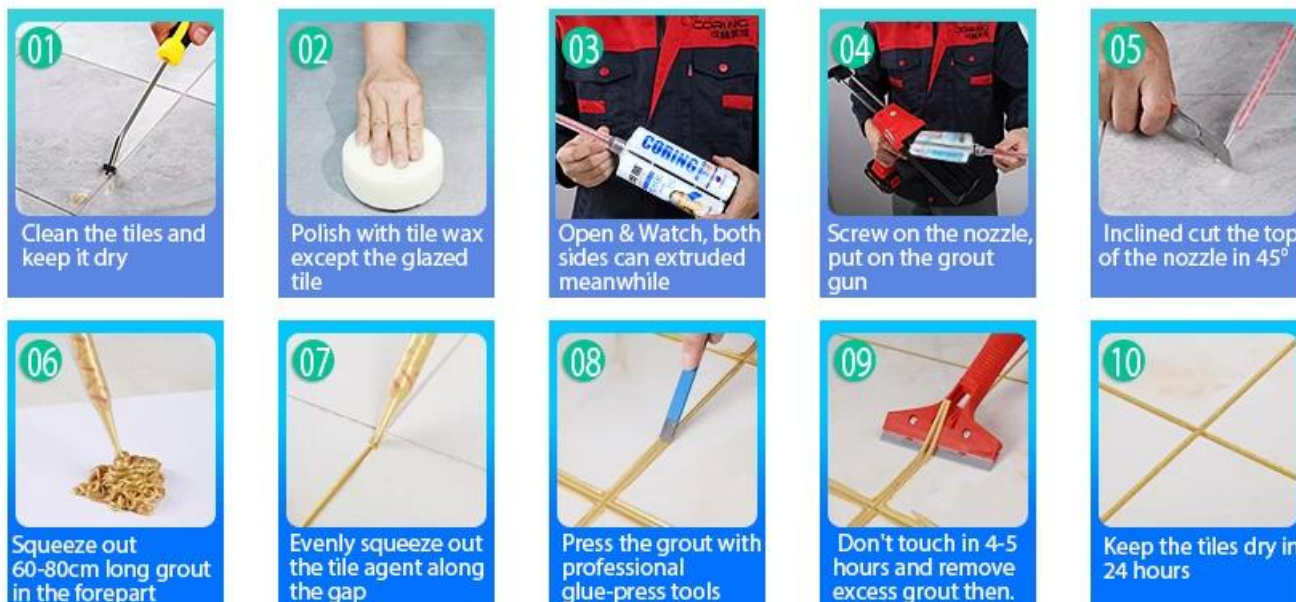 01
Clean the tiles and
keep it dry
02
Polish with tile wax
except the glazed
tile
03
CORING
CORING
Open & Watch, both
sides can extruded
meanwhile
04
CORING
Screw on the nozzle,
put on the grout
gun
05
Inclined cut the top
of the nozzle in 45°
06
Squeeze out
60-80cm long grout
in the forepart
07
Evenly squeeze out
the tile agent along
the gap
08
Press the grout with
professional
glue-press tools
09
Don't touch in 4-5
hours and remove
excess grout then.
10
Keep the tiles dry in
24 hours